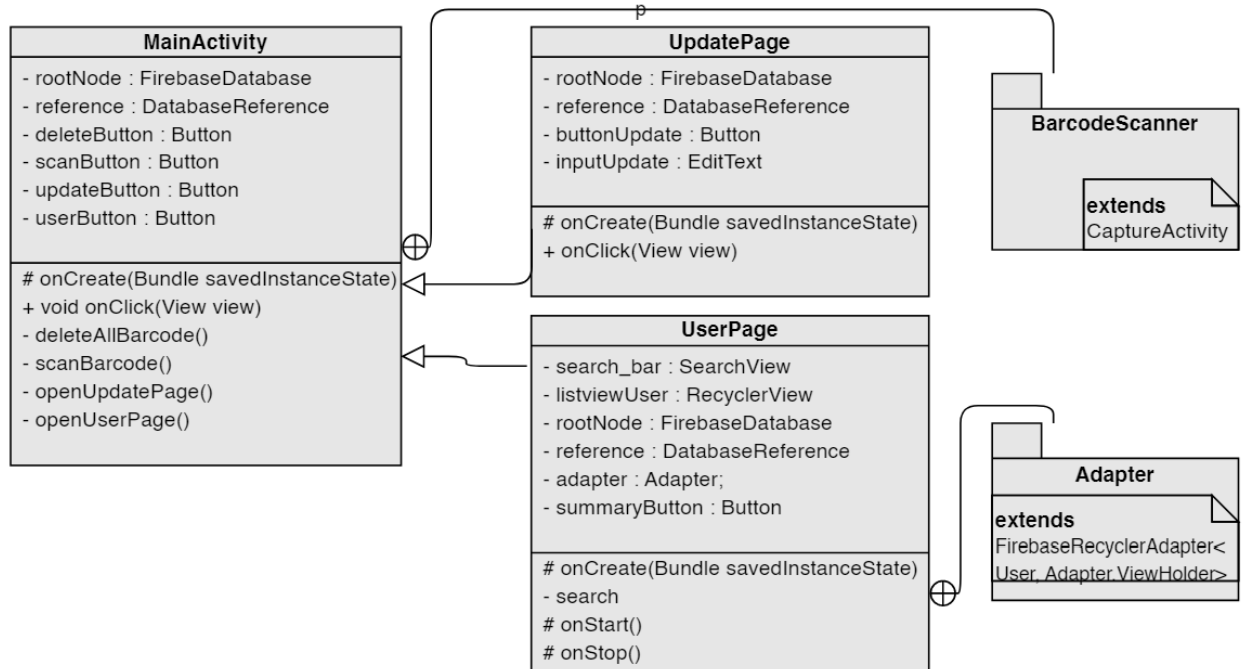 p
MainActivity
- rootNode : FirebaseDatabase
- reference : DatabaseReference
- deleteButton : Button
- scanButton : Button
- updateButton : Button
- userButton : Button
# onCreate(Bundle savedInstanceState)
+ void onClick(View view)
- deleteAllBarcode()
- scanBarcode()
- openUpdatePage()
- openUserPage()
UpdatePage
- rootNode : FirebaseDatabase
- reference : DatabaseReference
- buttonUpdate : Button
- inputUpdate : EditText
# onCreate(Bundle savedInstanceState)
+ onClick(View view)
BarcodeScanner
extends
CaptureActivity
UserPage
- search_bar : SearchView
- listviewUser : RecyclerView
- rootNode : FirebaseDatabase
- reference : DatabaseReference
- adapter : Adapter;
- summaryButton : Button
# onCreate(Bundle savedInstanceState)
- search
# onStart()
# onStop()
Adapter
extends
FirebaseRecyclerAdapter<
User, Adapter.ViewHolder>